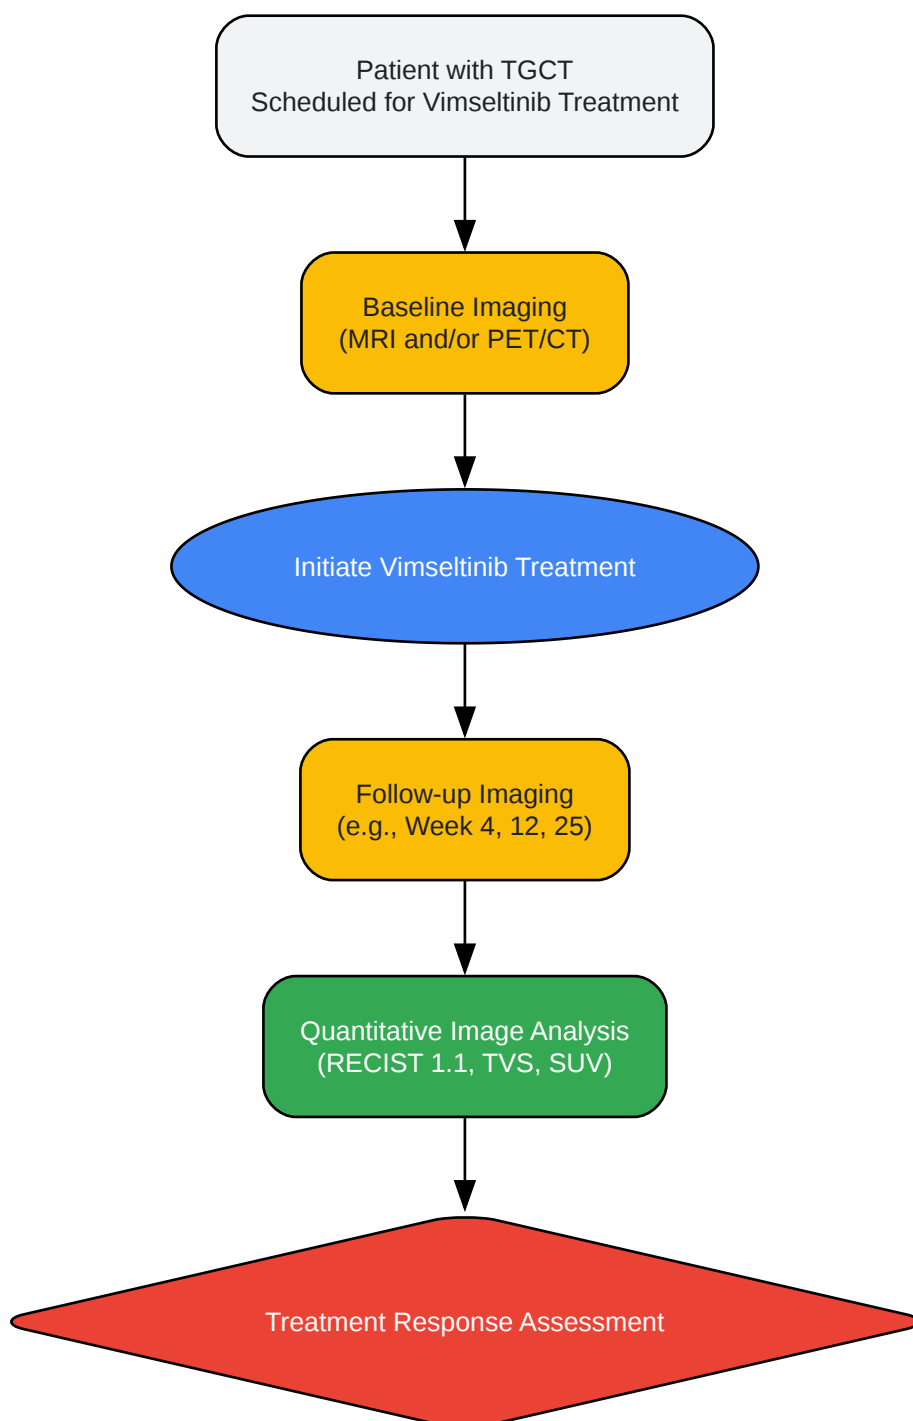 Patient with TGCT
Scheduled for Vimseltinib Treatment
Baseline Imaging
(MRI and/or PET/CT)
Initiate Vimseltinib Treatment
Follow-up Imaging
(e.g., Week 4, 12, 25)
Quantitative Image Analysis
(RECIST 1.1, TVS, SUV)
Treatment Response Assessment